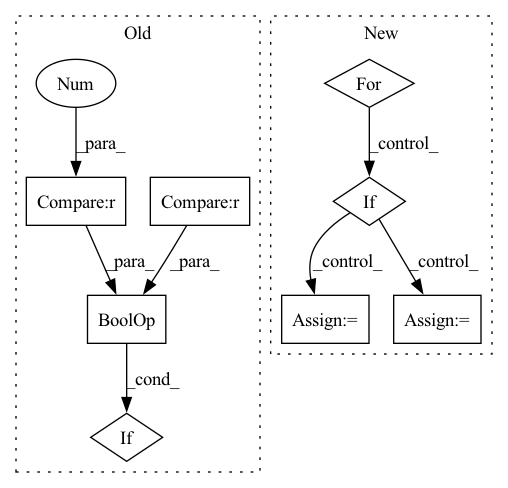 Old
New
Num
For
_para_
_control_
Compare:r
Compare:r
If
_para_
_para_
_control_
_control_
BoolOp
Assign:=
Assign:=
_cond_
If